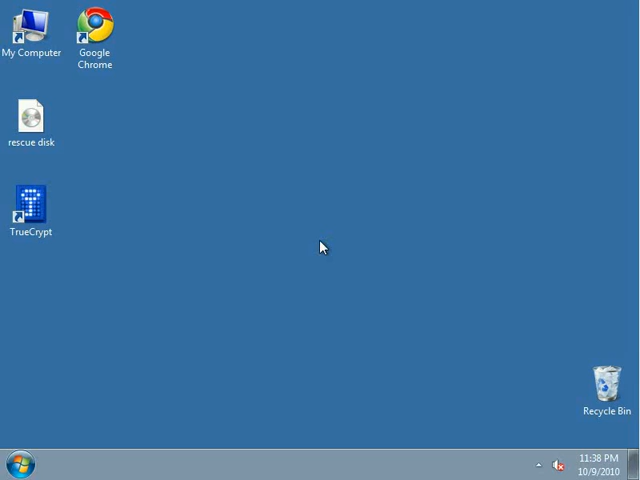 My Computer
Google
Chrome
rescue disk
TrueCrypt
Recycle Bin
11:38 PM
10/9/2010